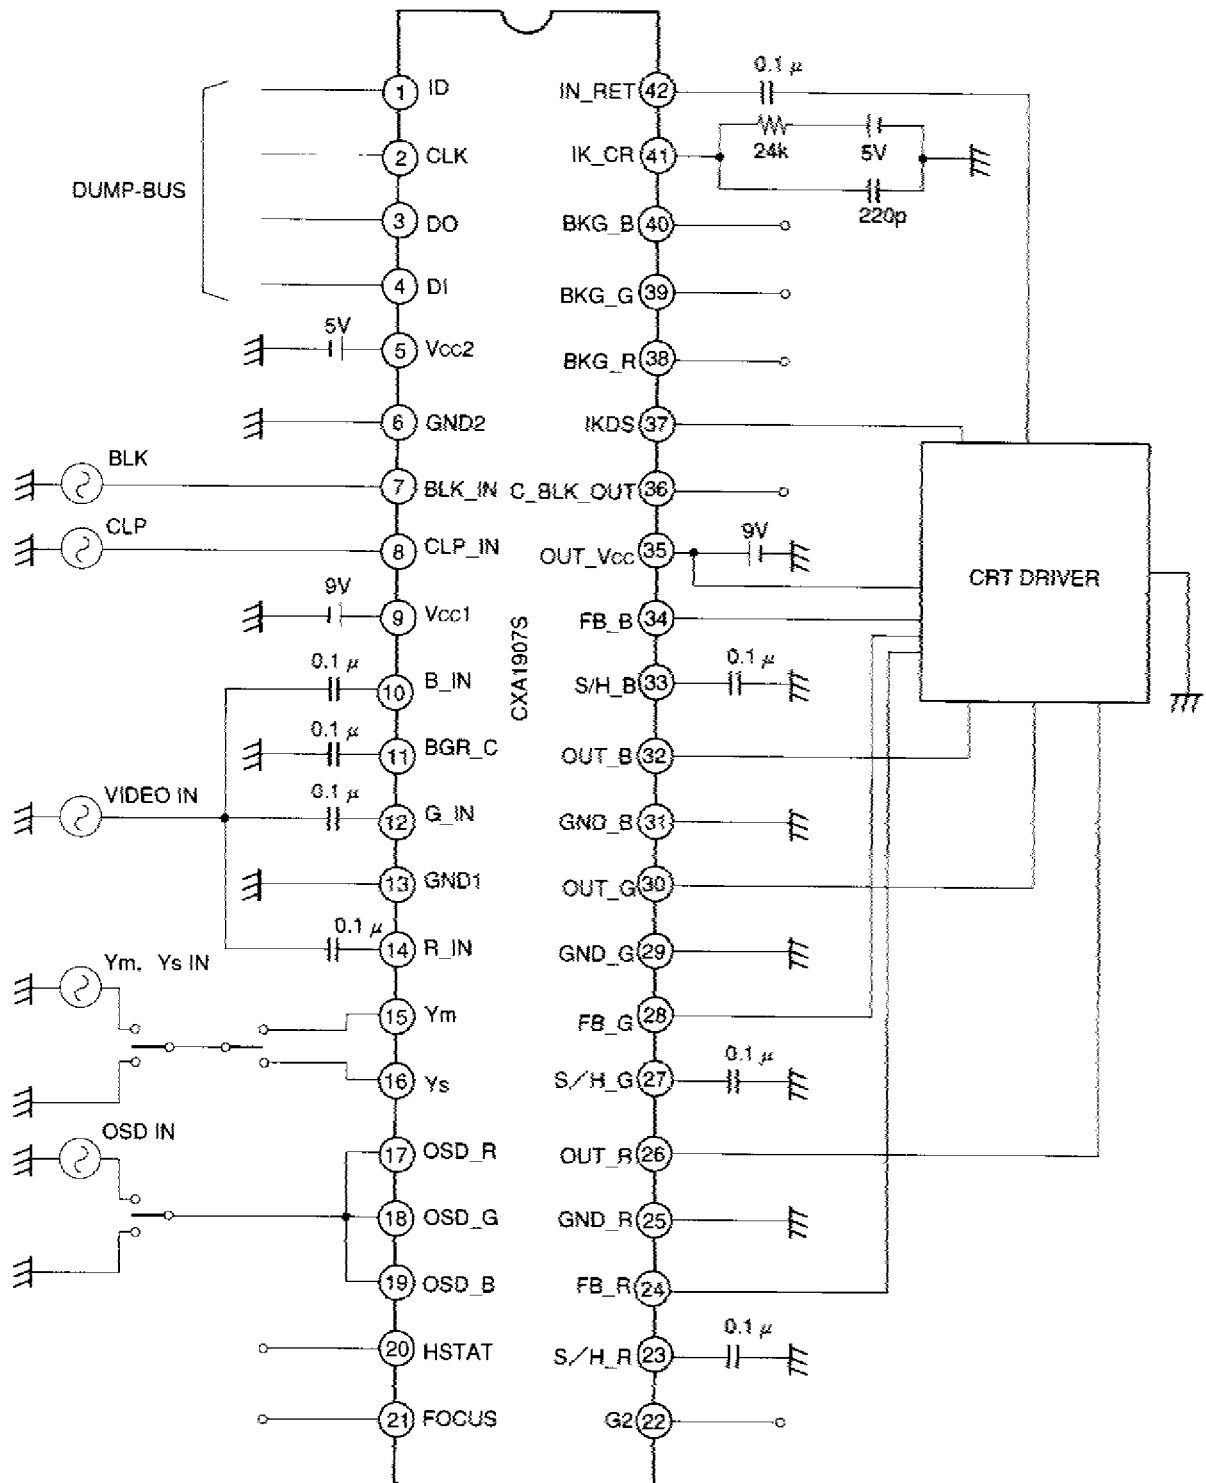 DUMP-BUS
1 ID
2 CLK
3 DO
4 DI
5V
5 Vcc2
6 GND2
BLK
7 BLK_IN
CLP
8 CLP_IN
9V
9 Vcc1
0.1 μ
10 B_IN
0.1 μ
11 BGR_C
VIDEO IN
0.1 μ
12 G_IN
13 GND1
0.1 μ
14 R_IN
Ym, Ys IN
15 Ym
16 Ys
OSD IN
17 OSD_R
18 OSD_G
19 OSD_B
20 HSTAT
21 FOCUS
CXA1907S
0.1 μ
IN_RET 42
24k
5V
IK_CR 41
220p
BKG_B 40
BKG_G 39
BKG_R 38
IKDS 37
C_BLK_OUT 36
9V
OUT_Vcc 35
FB_B 34
0.1 μ
S/H_B 33
OUT_B 32
GND_B 31
OUT_G 30
GND_G 29
FB_G 28
0.1 μ
S/H_G 27
OUT_R 26
GND_R 25
FB_R 24
0.1 μ
S/H_R 23
G2 22
CRT DRIVER